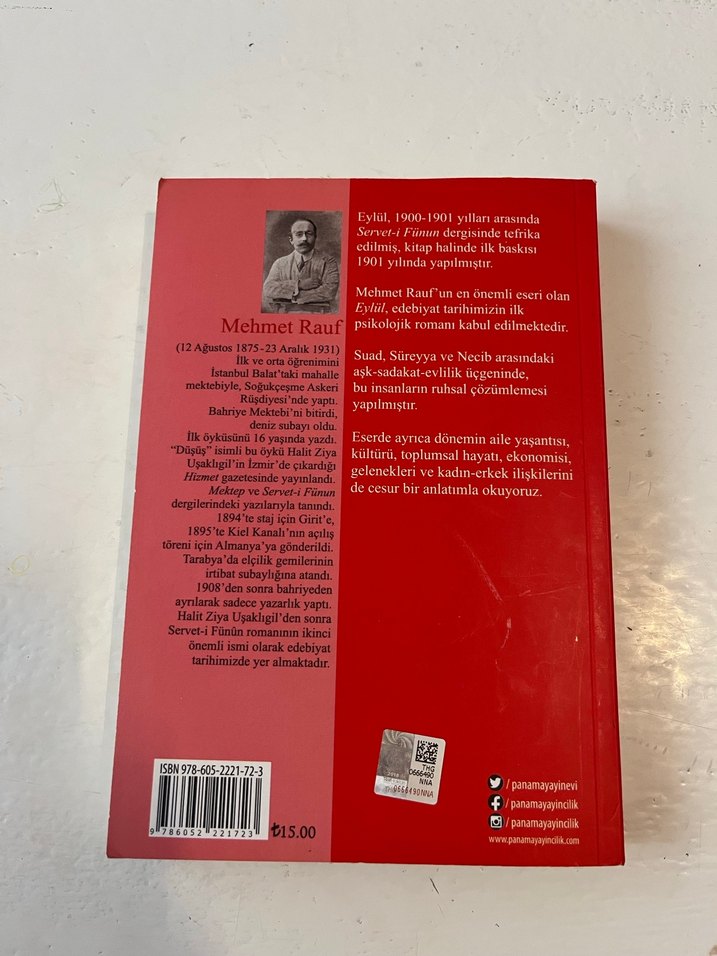 Mehmet Rauf
(12 Ağustos 1875-23 Aralık 1931)
İlk ve orta öğrenimini
İstanbul Balat'taki mahalle
mektebiyle, Soğukçeşme Askeri
Rüşdiyesi'nde yaptı.
Bahriye Mektebi'ni bitirdi,
deniz subayı oldu.
İlk öyküsünü 16 yaşında yazdı.
"Düşüş" isimli bu öykü Halit Ziya
Uşaklıgil'in İzmir'de çıkardığı
Hizmet gazetesinde yayınlandı.
Mektep ve Servet-i Fünun
dergilerindeki yazılarıyla tanındı.
1894'te staj için Girit'e,
1895'te Kiel Kanalı'nın açılış
töreni için Almanya'ya gönderildi.
Tarabya'da elçilik gemilerinin
irtibat subaylığına atandı.
1908'den sonra bahriyeden
ayrılarak sadece yazarlık yaptı.
Halit Ziya Uşaklıgil'den sonra
Servet-i Fünûn romanının ikinci
önemli ismi olarak edebiyat
tarihimizde yer almaktadır.
Eylül, 1900-1901 yılları arasında
Servet-i Fünun dergisinde tefrika
edilmiş, kitap halinde ilk baskısı
1901 yılında yapılmıştır.
Mehmet Rauf'un en önemli eseri olan
Eylül, edebiyat tarihimizin ilk
psikolojik romanı kabul edilmektedir.
Suad, Süreyya ve Necib arasındaki
aşk-sadakat-evlilik üçgeninde,
bu insanların ruhsal çözümlemesi
yapılmıştır.
Eserde ayrıca dönemin aile yaşantısı,
kültürü, toplumsal hayatı, ekonomisi,
gelenekleri ve kadın-erkek ilişkilerini
de cesur bir anlatımla okuyoruz.
ISBN 978-605-2221-72-3
9 786052 221723
₺15.00
THG
0666490
NNA
2018
THG0666490NNA
/ panamayayinevi
/ panamayayincilik
/ panamayayincilik
www.panamayayincilik.com